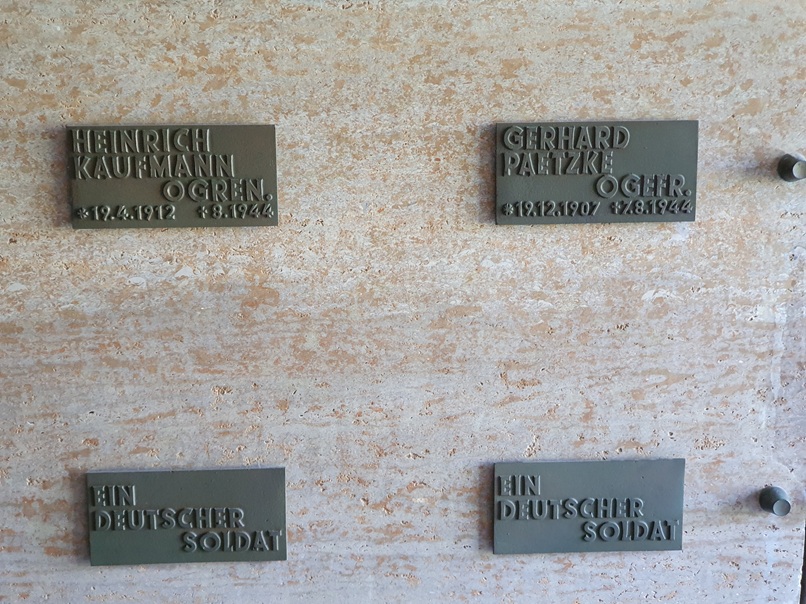 HEINRICH
KAUFMANN
OGREN.
*19.4.1912 +8.1944
GERHARD
PAETZKE
OGEFR.
*19.12.1907 +7.8.1944
EIN
DEUTSCHER
SOLDAT
EIN
DEUTSCHER
SOLDAT